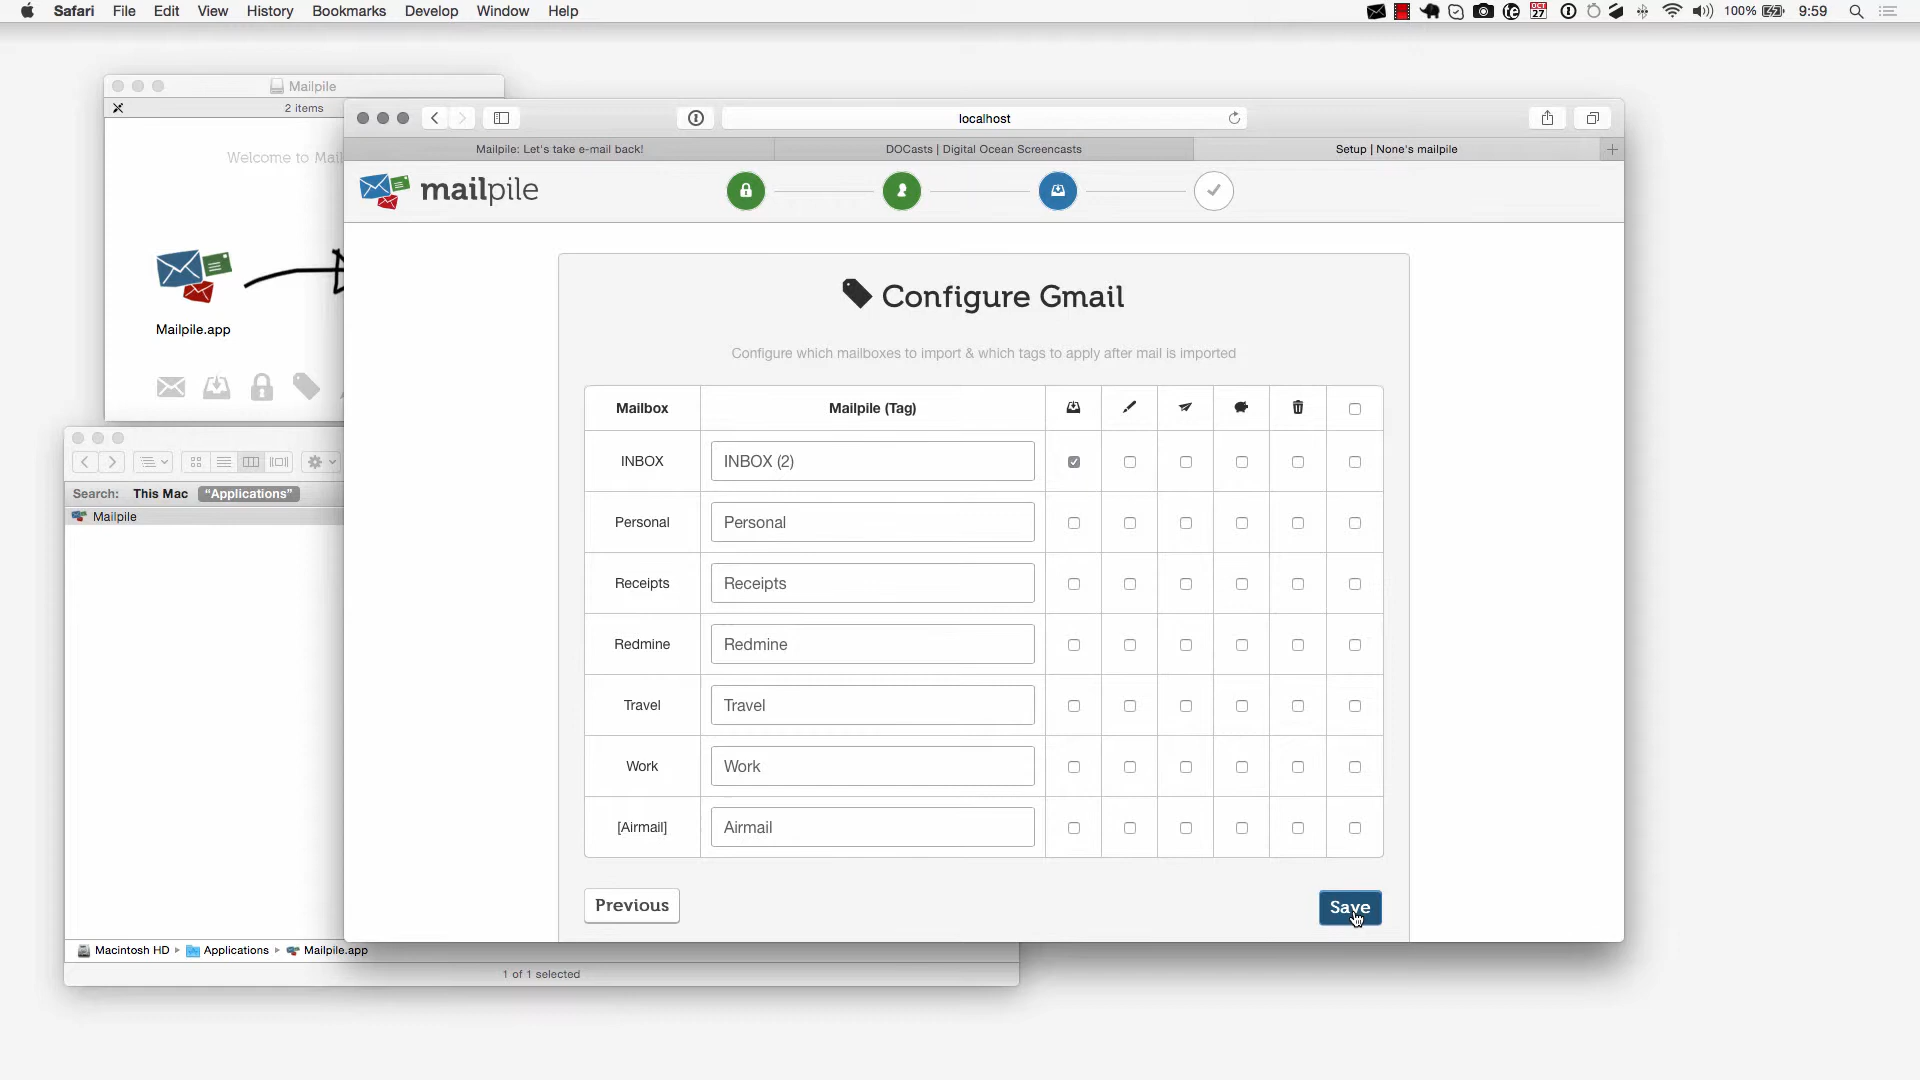 Safari File Edit View History Bookmarks Develop Window Help
OCT 27 100% 9:59
Mailpile
2 items
localhost
Mailpile: Let's take e-mail back! DOCasts | Digital Ocean Screencasts Setup | None's mailpile
Welcome to Mail
mailpile
Mailpile.app
Search: This Mac "Applications"
Mailpile
Configure Gmail
Configure which mailboxes to import & which tags to apply after mail is imported
Mailbox Mailpile (Tag)
INBOX INBOX (2)
Personal Personal
Receipts Receipts
Redmine Redmine
Travel Travel
Work Work
[Airmail] Airmail
Previous Save
Macintosh HD Applications Mailpile.app
1 of 1 selected